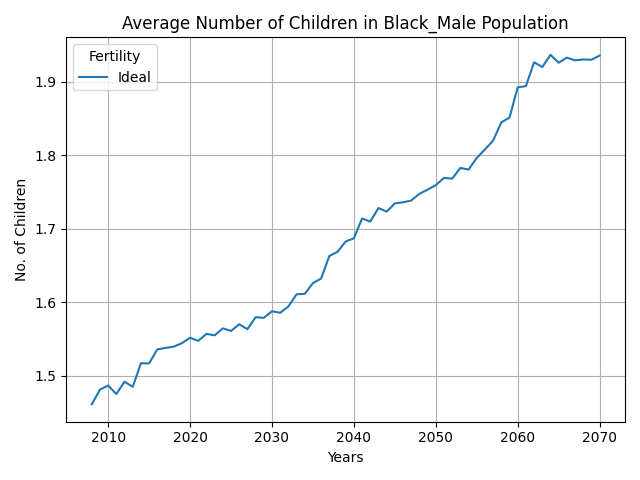 Average Number of Children in Black_Male Population
Fertility
Ideal
No. of Children
1.9
1.8
1.7
1.6
1.5
2010 2020 2030 2040 2050 2060 2070
Years